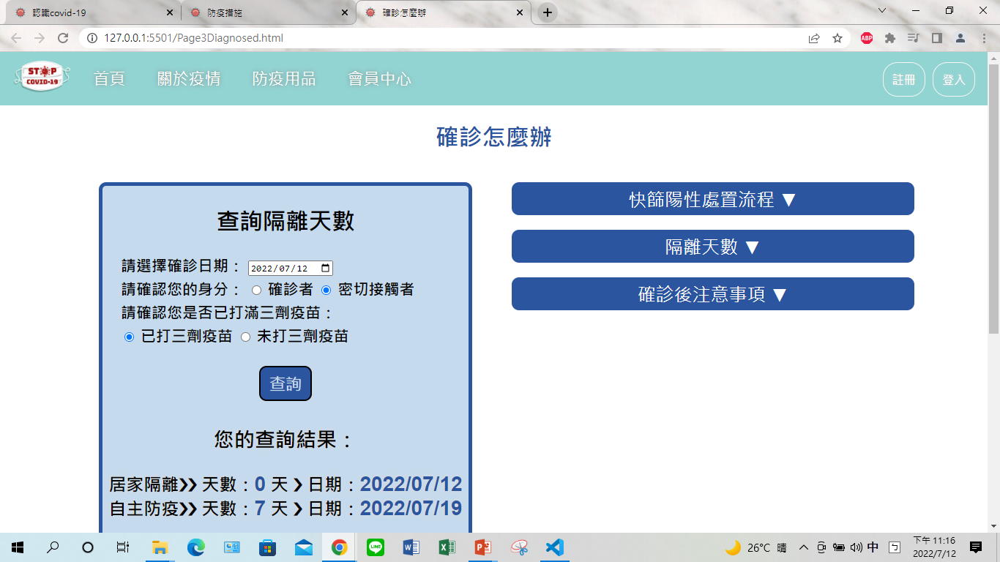 認識covid-19
防疫措施
確診怎麼辦
127.0.0.1:5501/Page3Diagnosed.html
ABP
STOP
COVID-19
首頁 關於疫情 防疫用品 會員中心
註冊 登入
確診怎麼辦
查詢隔離天數
請選擇確診日期： 2022/07/12
請確認您的身分： 確診者 密切接觸者
請確認您是否已打滿三劑疫苗：
已打三劑疫苗 未打三劑疫苗
查詢
您的查詢結果：
居家隔離❯❯ 天數：0 天 ❯ 日期：2022/07/12
自主防疫❯❯ 天數：7 天 ❯ 日期：2022/07/19
快篩陽性處置流程 ▼
隔離天數 ▼
確診後注意事項 ▼
26°C 晴
中
下午 11:16
2022/7/12